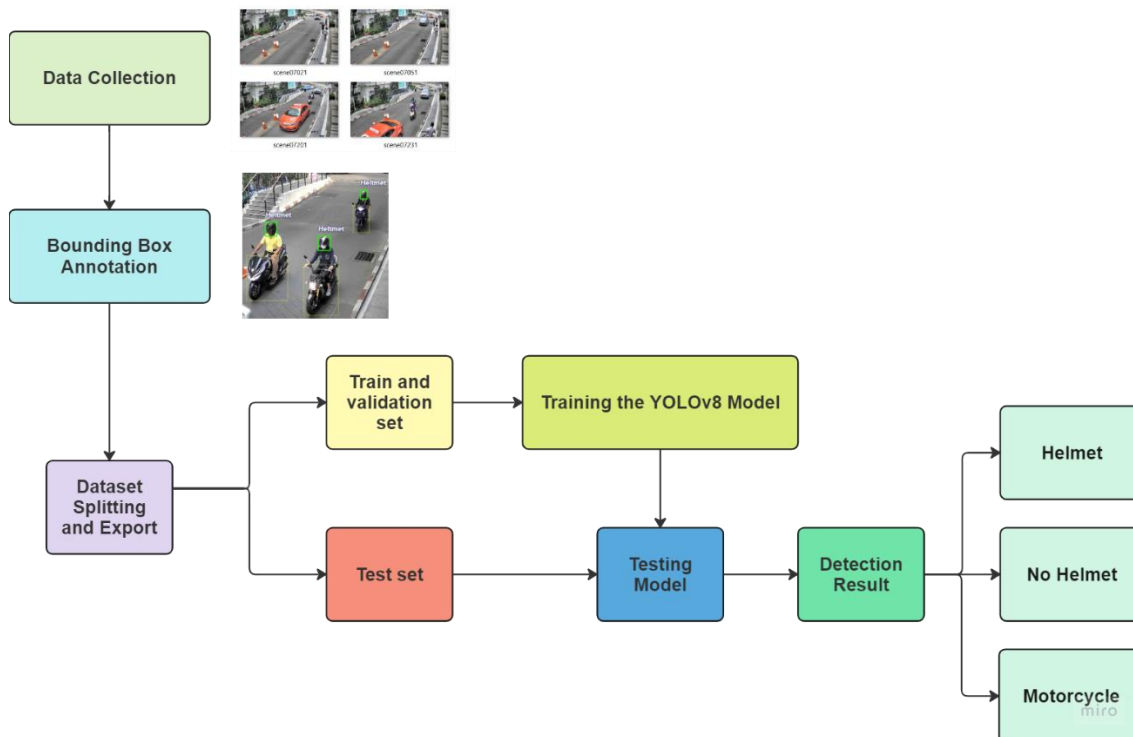 Data Collection
scene07021
scene07051
scene07201
scene07231
Bounding Box
Annotation
Helmet
Helmet
Helmet
Train and
validation
set
Training the YOLOv8 Model
Dataset
Splitting
and Export
Test set
Testing
Model
Detection
Result
Helmet
No Helmet
Motorcycle
miro